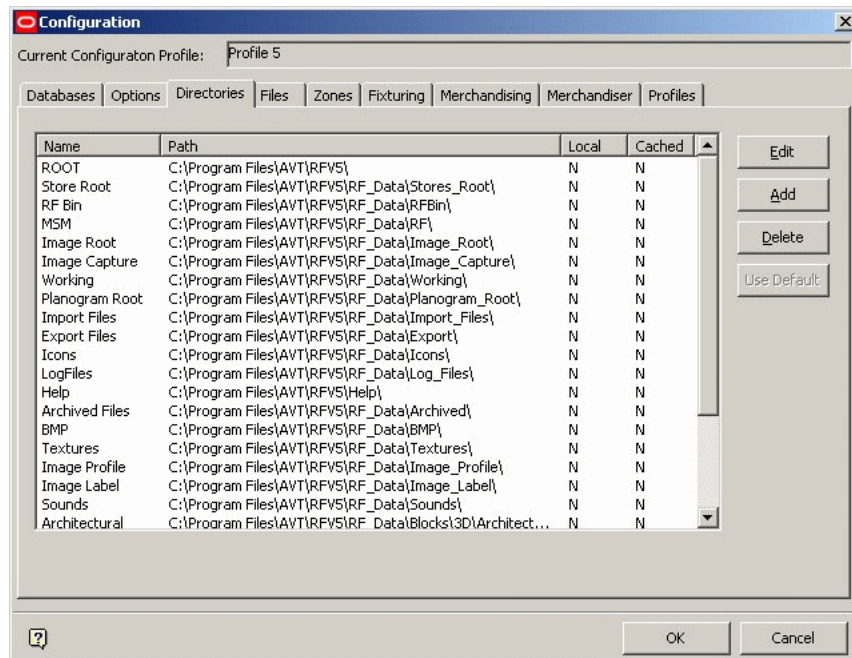 Configuration
Current Configuraton Profile: Profile 5
Databases Options Directories Files Zones Fixturing Merchandising Merchandiser Profiles
Name Path Local Cached
ROOT C:\Program Files\AVT\RFV5\ N N
Store Root C:\Program Files\AVT\RFV5\RF_Data\Stores_Root\ N N
RF Bin C:\Program Files\AVT\RFV5\RF_Data\RFBin\ N N
MSM C:\Program Files\AVT\RFV5\RF_Data\RF\ N N
Image Root C:\Program Files\AVT\RFV5\RF_Data\Image_Root\ N N
Image Capture C:\Program Files\AVT\RFV5\RF_Data\Image_Capture\ N N
Working C:\Program Files\AVT\RFV5\RF_Data\Working\ N N
Planogram Root C:\Program Files\AVT\RFV5\RF_Data\Planogram_Root\ N N
Import Files C:\Program Files\AVT\RFV5\RF_Data\Import_Files\ N N
Export Files C:\Program Files\AVT\RFV5\RF_Data\Export\ N N
Icons C:\Program Files\AVT\RFV5\RF_Data\Icons\ N N
LogFiles C:\Program Files\AVT\RFV5\RF_Data\Log_Files\ N N
Help C:\Program Files\AVT\RFV5\Help\ N N
Archived Files C:\Program Files\AVT\RFV5\RF_Data\Archived\ N N
BMP C:\Program Files\AVT\RFV5\RF_Data\BMP\ N N
Textures C:\Program Files\AVT\RFV5\RF_Data\Textures\ N N
Image Profile C:\Program Files\AVT\RFV5\RF_Data\Image_Profile\ N N
Image Label C:\Program Files\AVT\RFV5\RF_Data\Image_Label\ N N
Sounds C:\Program Files\AVT\RFV5\RF_Data\Sounds\ N N
Architectural C:\Program Files\AVT\RFV5\RF_Data\Blocks\3D\Architect... N N
Edit
Add
Delete
Use Default
OK Cancel